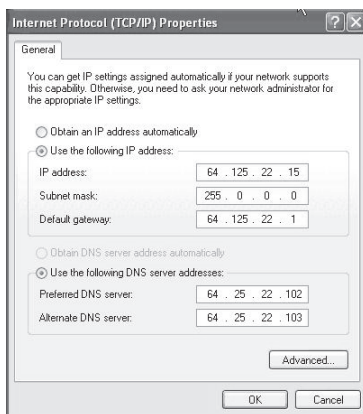 Internet Protocol (TCP/IP) Properties
General
You can get IP settings assigned automatically if your network supports
this capability. Otherwise, you need to ask your network administrator for
the appropriate IP settings.
Obtain an IP address automatically
Use the following IP address:
IP address: 64 . 125 . 22 . 15
Subnet mask: 255 . 0 . 0 . 0
Default gateway: 64 . 125 . 22 . 1
Obtain DNS server address automatically
Use the following DNS server addresses:
Preferred DNS server: 64 . 25 . 22 . 102
Alternate DNS server: 64 . 25 . 22 . 103
Advanced...
OK Cancel